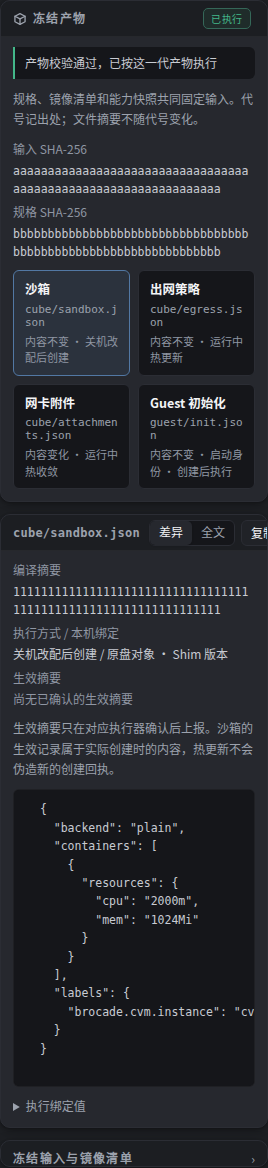 冻结产物
已执行
产物校验通过，已按这一代产物执行
规格、镜像清单和能力快照共同固定输入。代
号记出处；文件摘要不随代号变化。
输入 SHA-256
aaaaaaaaaaaaaaaaaaaaaaaaaaaaaaaaaa
aaaaaaaaaaaaaaaaaaaaaaaaaaaaaa
规格 SHA-256
bbbbbbbbbbbbbbbbbbbbbbbbbbbbbbbbbb
bbbbbbbbbbbbbbbbbbbbbbbbbbbbbb
沙箱
cube/sandbox.j
son
内容不变 · 关机改
配后创建
出网策略
cube/egress.js
on
内容不变 · 运行中
热更新
网卡附件
cube/attachmen
ts.json
内容变化 · 运行中
热收敛
Guest 初始化
guest/init.jso
n
内容不变 · 启动身
份 · 创建后执行
cube/sandbox.json
差异
全文
复制
编译摘要
1111111111111111111111111111111111
111111111111111111111111111111
执行方式 / 本机绑定
关机改配后创建 / 原盘对象 · Shim 版本
生效摘要
尚无已确认的生效摘要
生效摘要只在对应执行器确认后上报。沙箱的
生效记录属于实际创建时的内容，热更新不会
伪造新的创建回执。
{
"backend": "plain",
"containers": [
{
"resources": {
"cpu": "2000m",
"mem": "1024Mi"
}
}
],
"labels": {
"brocade.cvm.instance": "cv
}
}
执行绑定值
冻结输入与镜像清单